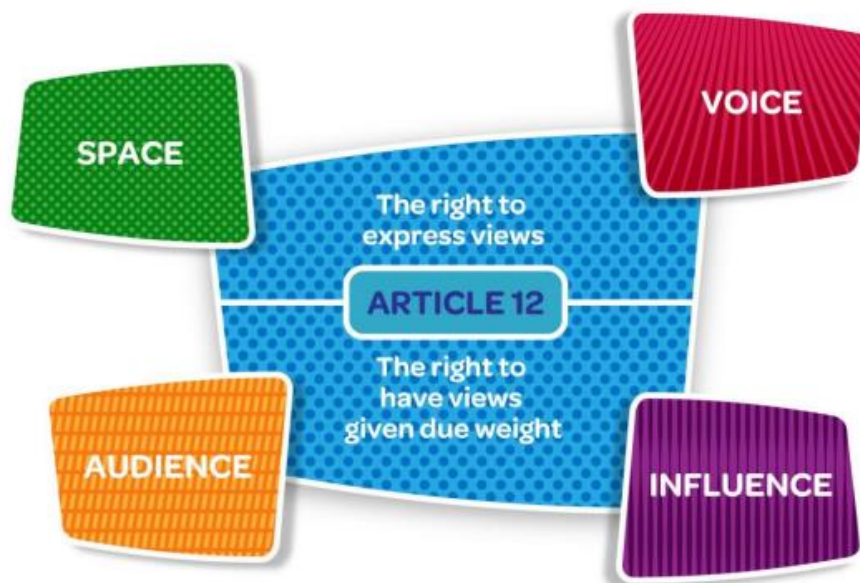 SPACE
VOICE
The right to
express views
ARTICLE 12
The right to
have views
given due weight
AUDIENCE
INFLUENCE